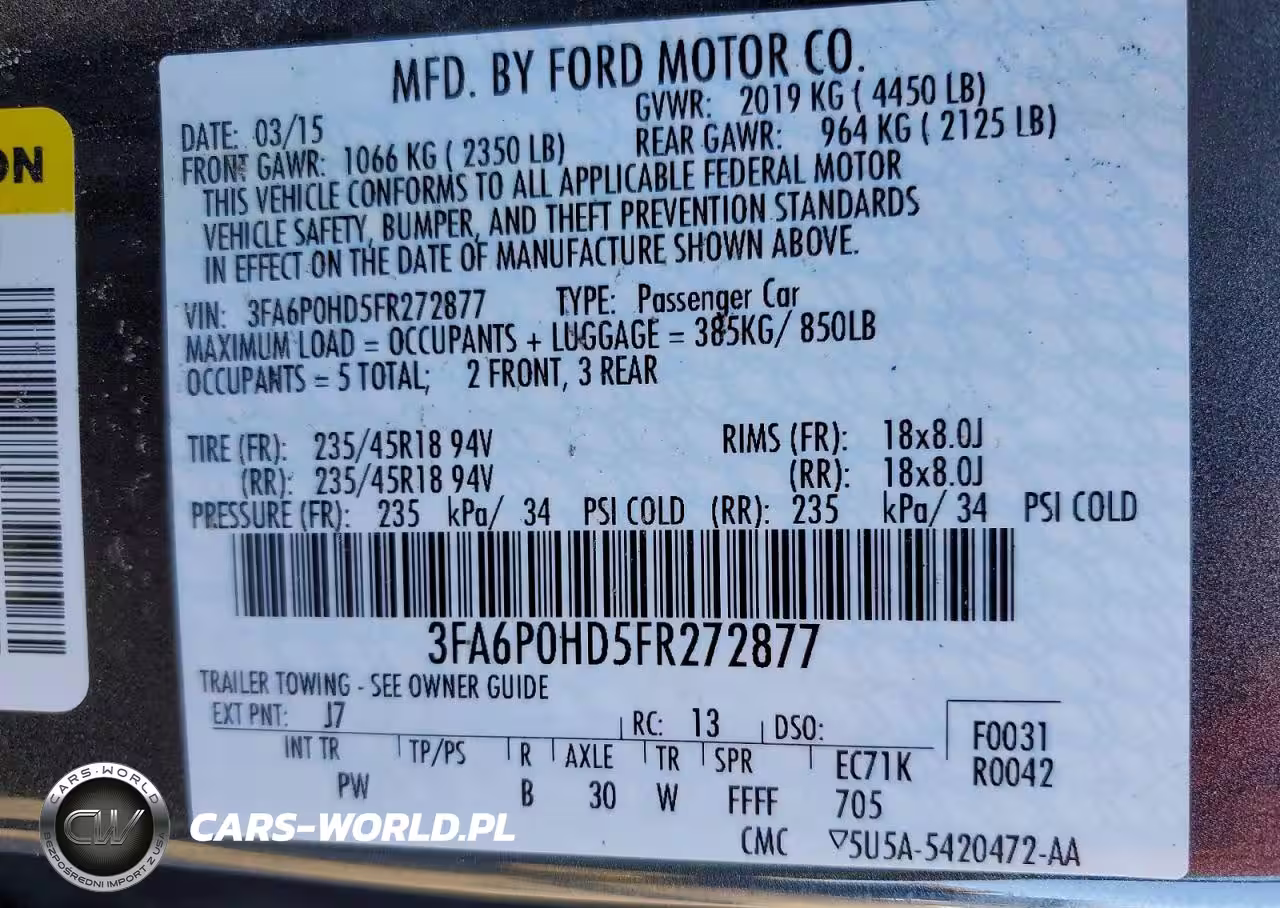 MFD. BY FORD MOTOR CO.
DATE: 03/15 GVWR: 2019 KG ( 4450 LB)
FRONT GAWR: 1066 KG ( 2350 LB) REAR GAWR: 964 KG ( 2125 LB)
THIS VEHICLE CONFORMS TO ALL APPLICABLE FEDERAL MOTOR
VEHICLE SAFETY, BUMPER, AND THEFT PREVENTION STANDARDS
IN EFFECT ON THE DATE OF MANUFACTURE SHOWN ABOVE.
VIN: 3FA6P0HD5FR272877 TYPE: Passenger Car
MAXIMUM LOAD = OCCUPANTS + LUGGAGE = 385KG/ 850LB
OCCUPANTS = 5 TOTAL; 2 FRONT, 3 REAR
TIRE (FR): 235/45R18 94V RIMS (FR): 18x8.0J
(RR): 235/45R18 94V (RR): 18x8.0J
PRESSURE (FR): 235 kPa/ 34 PSI COLD (RR): 235 kPa/ 34 PSI COLD
3FA6P0HD5FR272877
TRAILER TOWING - SEE OWNER GUIDE
EXT PNT: J7 RC: 13 DSO: F0031
INT TR TP/PS R AXLE TR SPR EC71K R0042
PW B 30 W FFFF 705
CMC 5U5A-5420472-AA
ON
CARS-WORLD
CW
BEZPOŚREDNI IMPORT Z USA
CARS-WORLD.PL